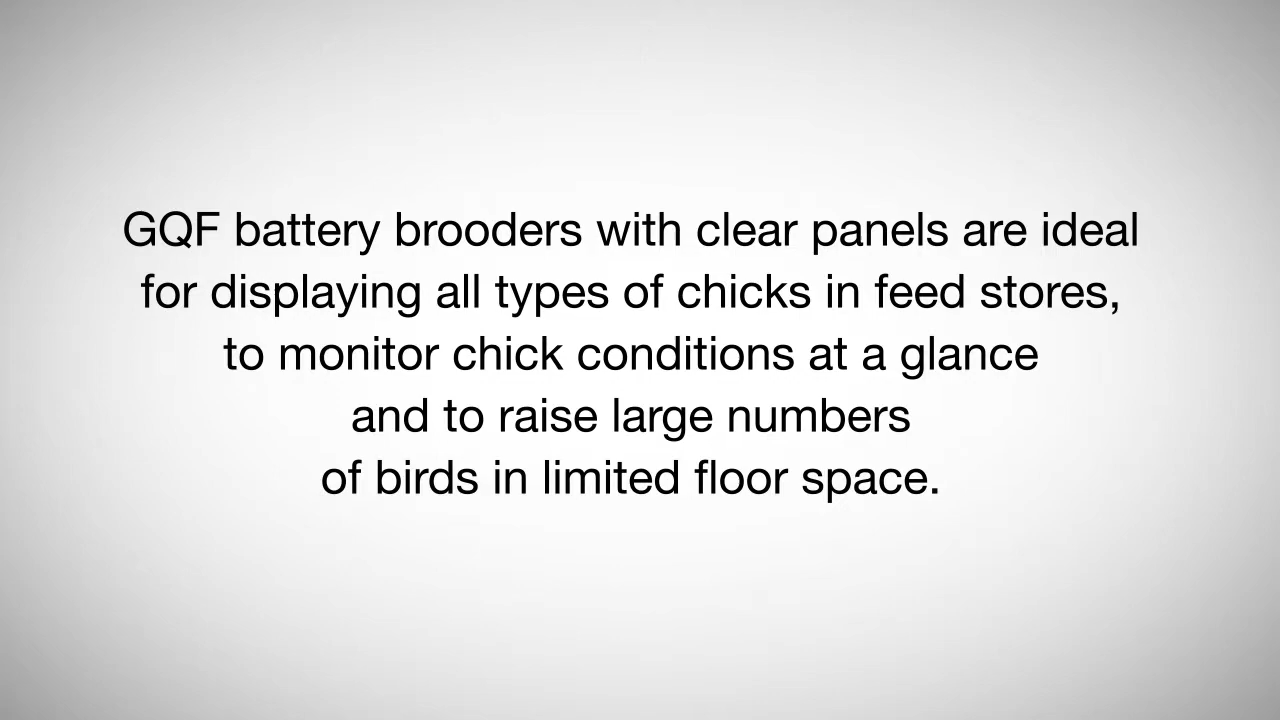 GQF battery brooders with clear panels are ideal
for displaying all types of chicks in feed stores,
to monitor chick conditions at a glance
and to raise large numbers
of birds in limited floor space.